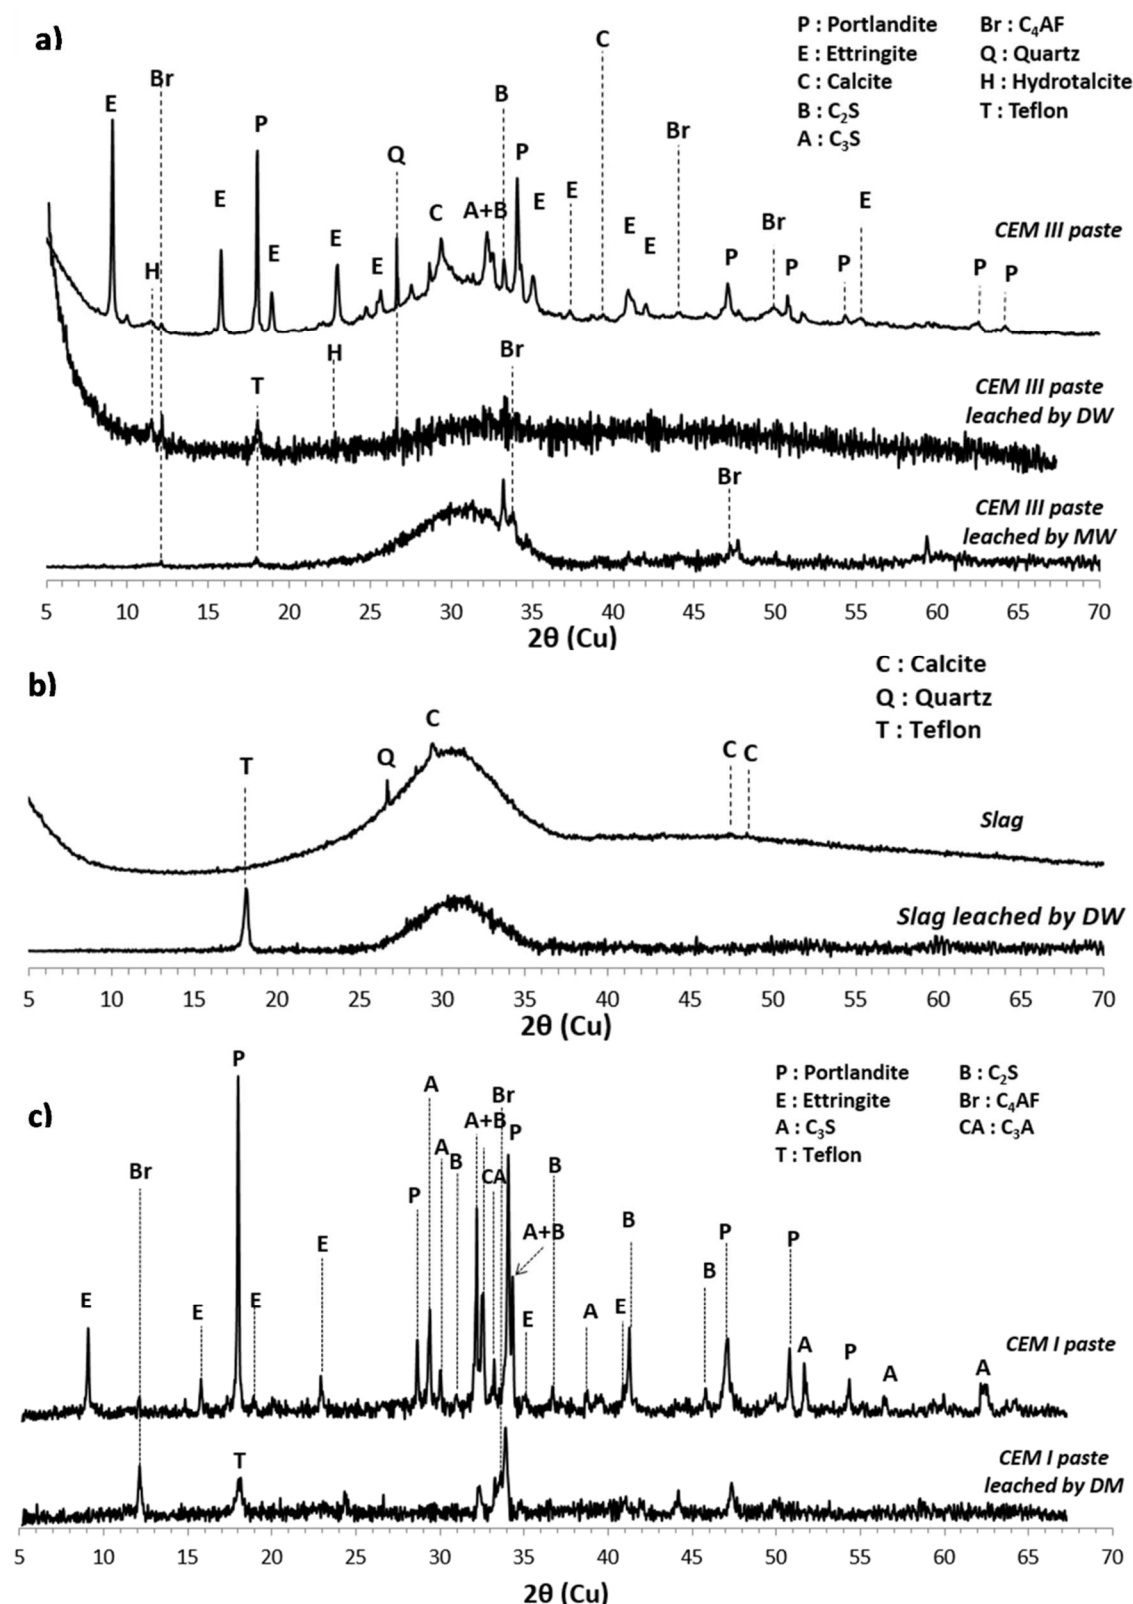 a)
P : Portlandite Br : C₄AF
E : Ettringite Q : Quartz
C : Calcite H : Hydrotalcite
B : C₂S T : Teflon
A : C₃S
E
H
Br
E
P
E
E
E
Q
C
A+B
B
P
E
E
C
E
E
Br
P
Br
P
P
E
P
P
CEM III paste
T
H
Br
CEM III paste
leached by DW
Br
CEM III paste
leached by MW
5 10 15 20 25 30 35 40 45 50 55 60 65 70
2θ (Cu)
b)
C : Calcite
Q : Quartz
T : Teflon
T
Q
C
C C
Slag
Slag leached by DW
5 10 15 20 25 30 35 40 45 50 55 60 65 70
2θ (Cu)
c)
P : Portlandite B : C₂S
E : Ettringite Br : C₄AF
A : C₃S CA : C₃A
T : Teflon
E
Br
E
P
E
E
P
A
A
B
A+B
CA
Br
P
A+B
E
B
A
E
B
B
P
P
A
P
A
A
CEM I paste
T
CEM I paste
leached by DM
5 10 15 20 25 30 35 40 45 50 55 60 65 70
2θ (Cu)